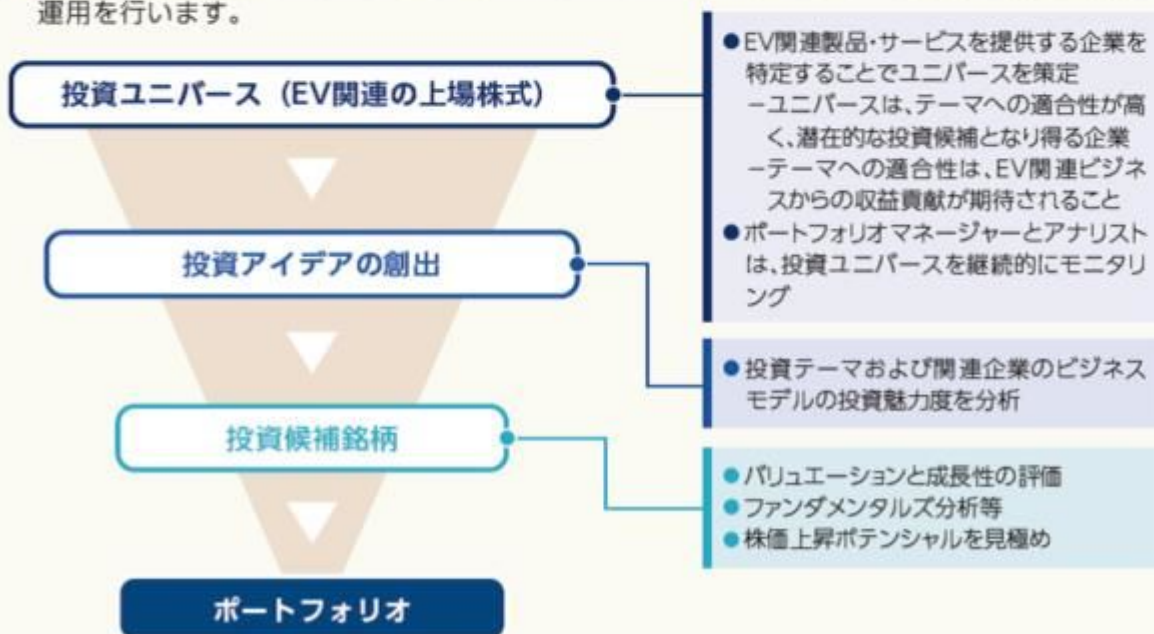 運用を行います。
投資ユニバース（EV関連の上場株式）
●EV関連製品・サービスを提供する企業を
特定することでユニバースを策定
－ユニバースは、テーマへの適合性が高
く、潜在的な投資候補となり得る企業
－テーマへの適合性は、EV関連ビジネ
スからの収益貢献が期待されること
●ポートフォリオマネージャーとアナリスト
は、投資ユニバースを継続的にモニタリ
ング
投資アイデアの創出
●投資テーマおよび関連企業のビジネス
モデルの投資魅力度を分析
投資候補銘柄
●バリュエーションと成長性の評価
●ファンダメンタルズ分析等
●株価上昇ポテンシャルを見極め
ポートフォリオ